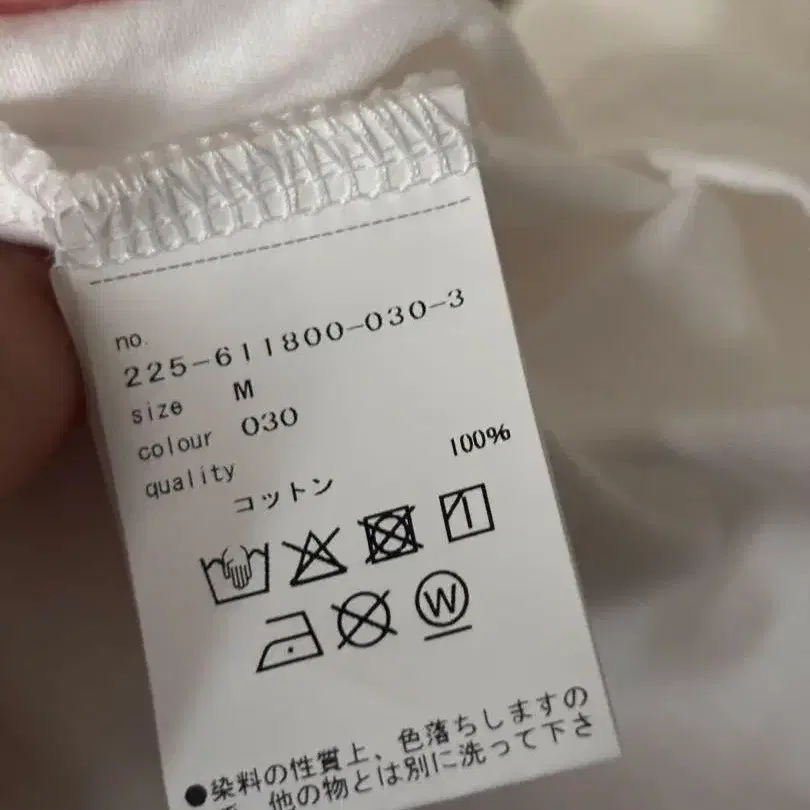 no.
225-611800-030-3
size M
colour 030
quality
コットン 100%
W
●染料の性質上、色落ちしますの
他の物とは別に洗って下さ